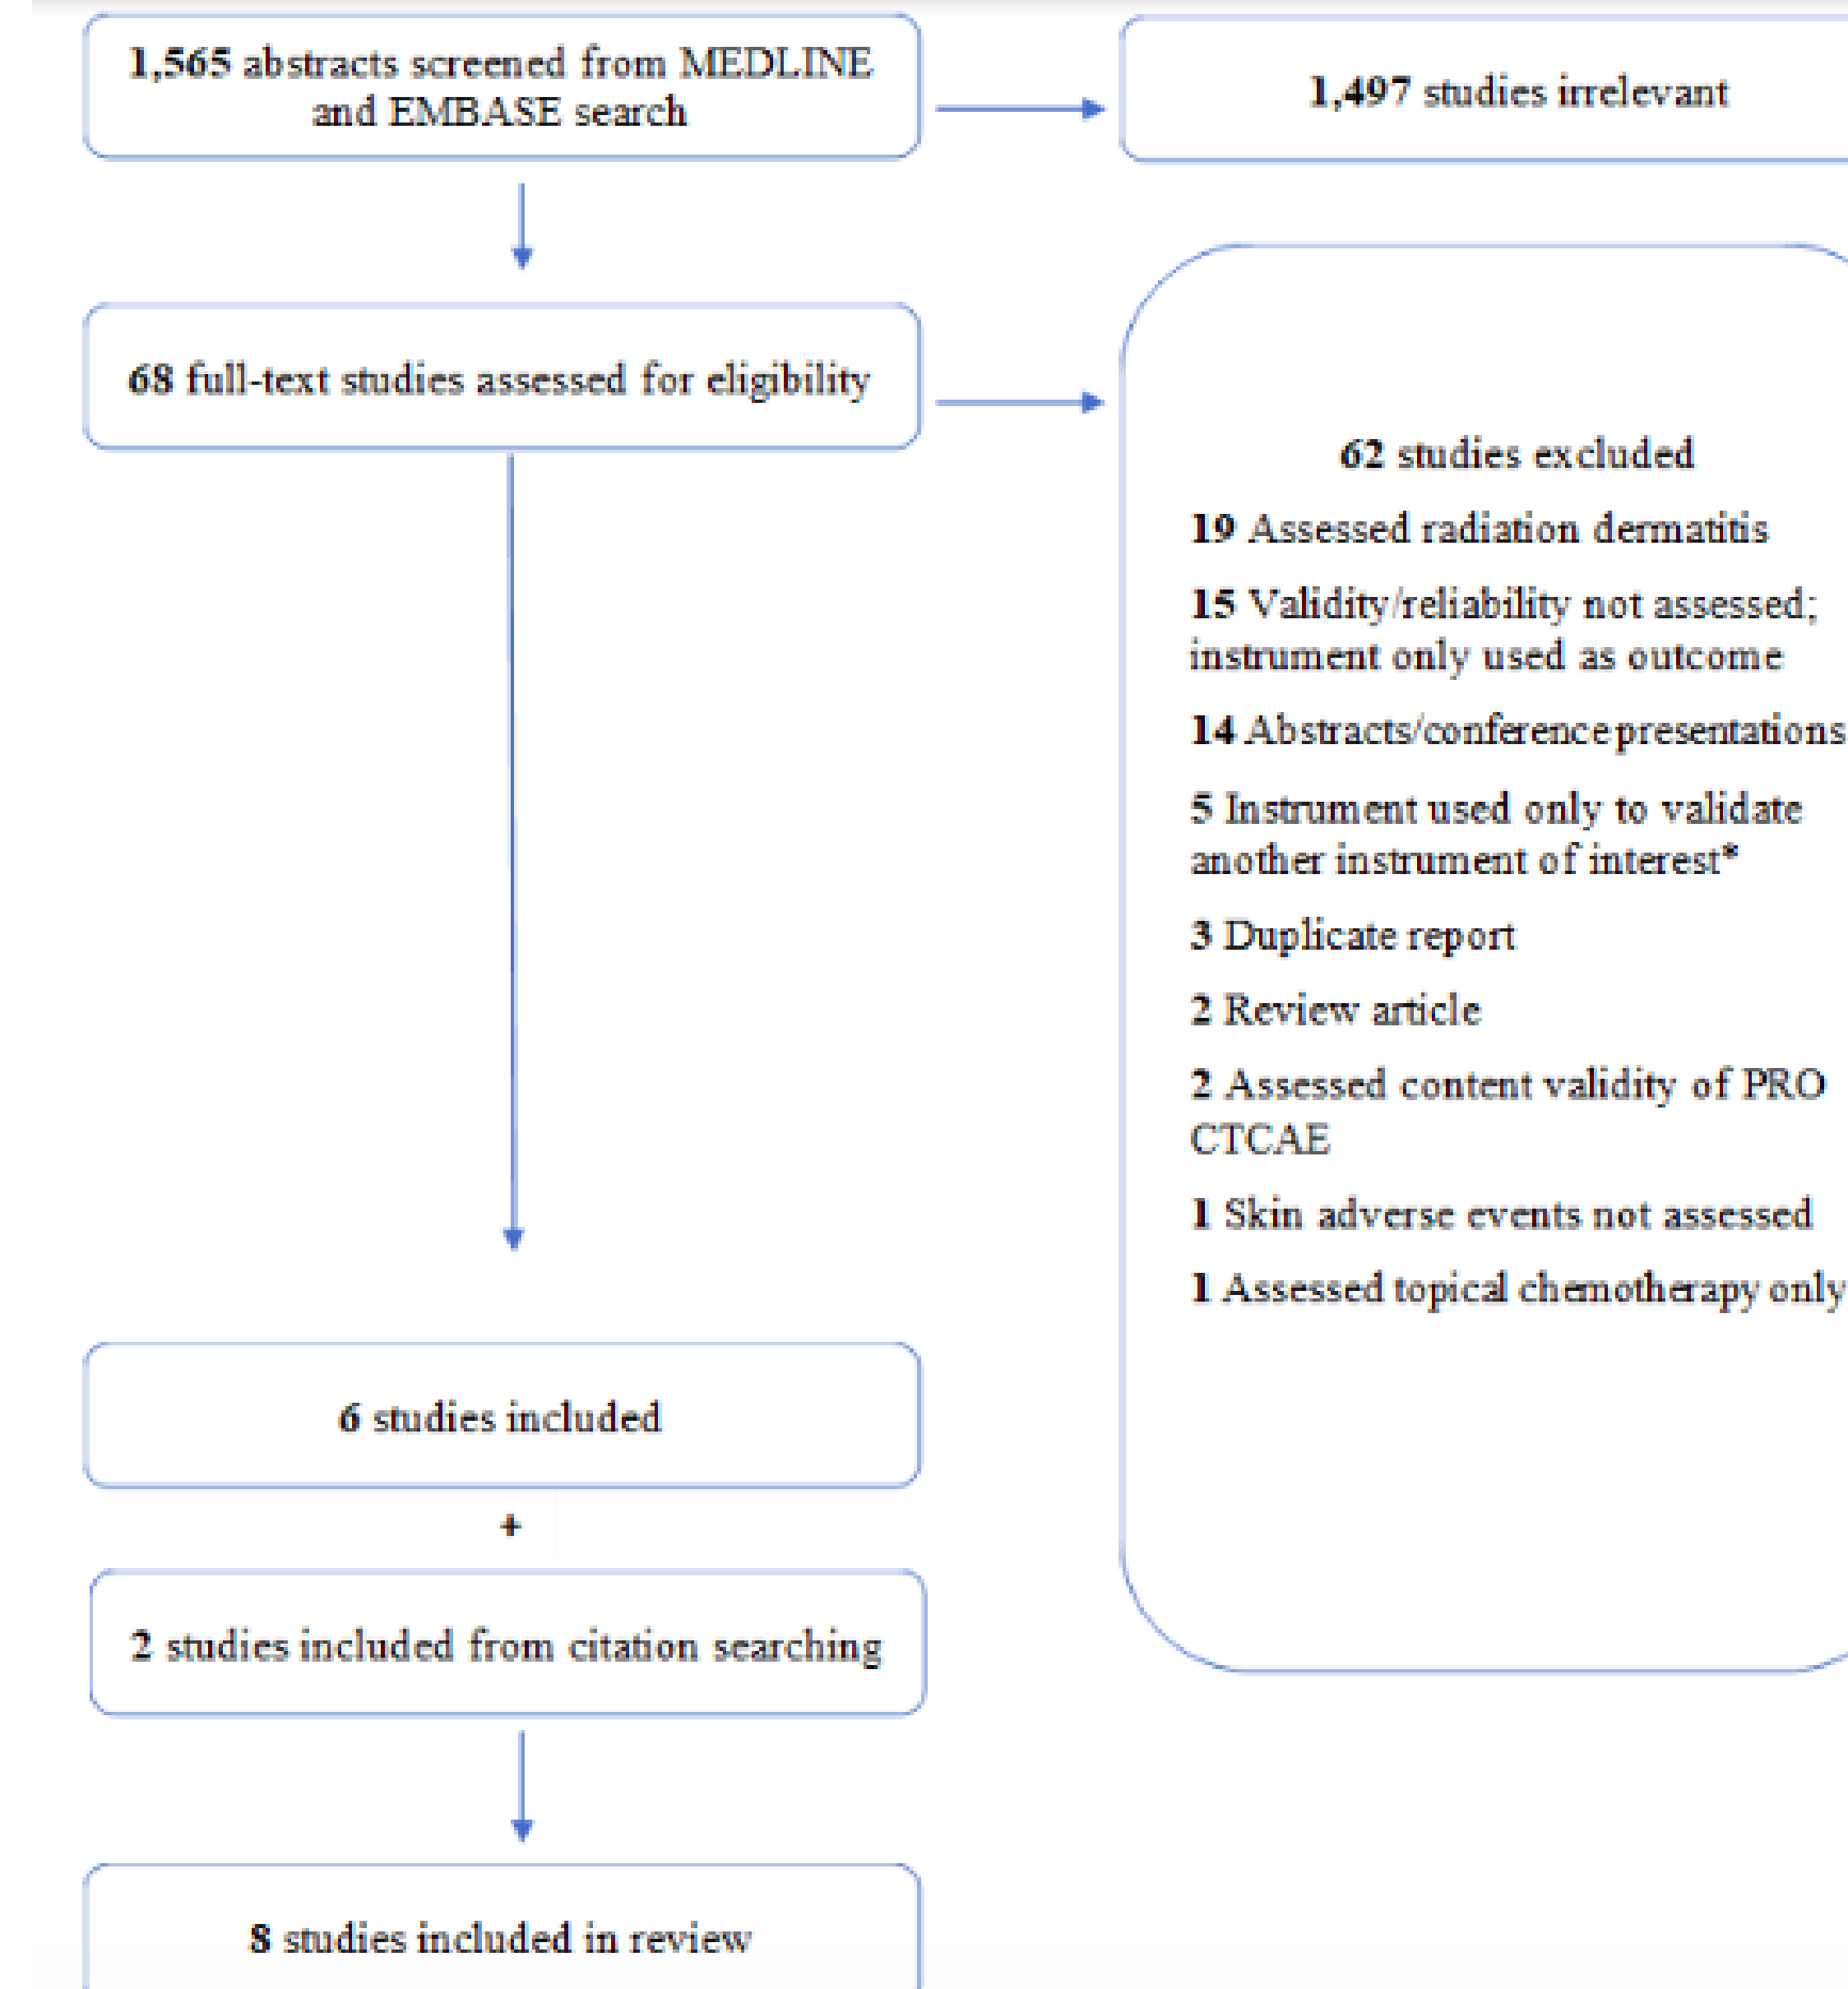 1,565 abstracts screened from MEDLINE
and EMBASE search
1,497 studies irrelevant
68 full-text studies assessed for eligibility
62 studies excluded
19 Assessed radiation dermatitis
15 Validity/reliability not assessed;
instrument only used as outcome
14 Abstracts/conference presentations
5 Instrument used only to validate
another instrument of interest*
3 Duplicate report
2 Review article
2 Assessed content validity of PRO
CTCAE
1 Skin adverse events not assessed
1 Assessed topical chemotherapy only
6 studies included
+
2 studies included from citation searching
8 studies included in review